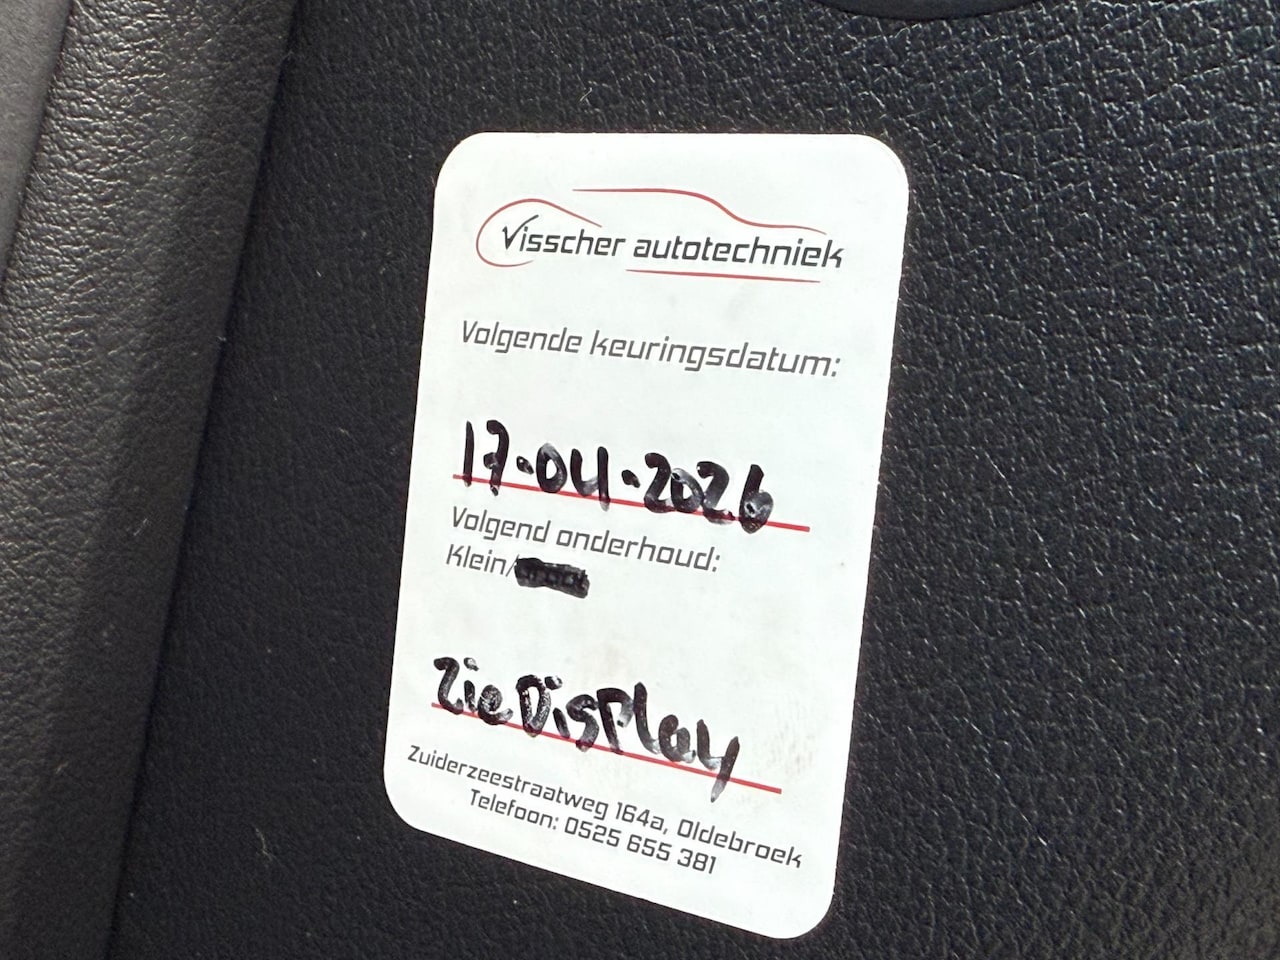 Visscher autotechniek
Volgende keuringsdatum:
17-04-2026
Volgend onderhoud:
Klein/
Zie Display
Zuiderzeestraatweg 164a, Oldebroek
Telefoon: 0525 655 381